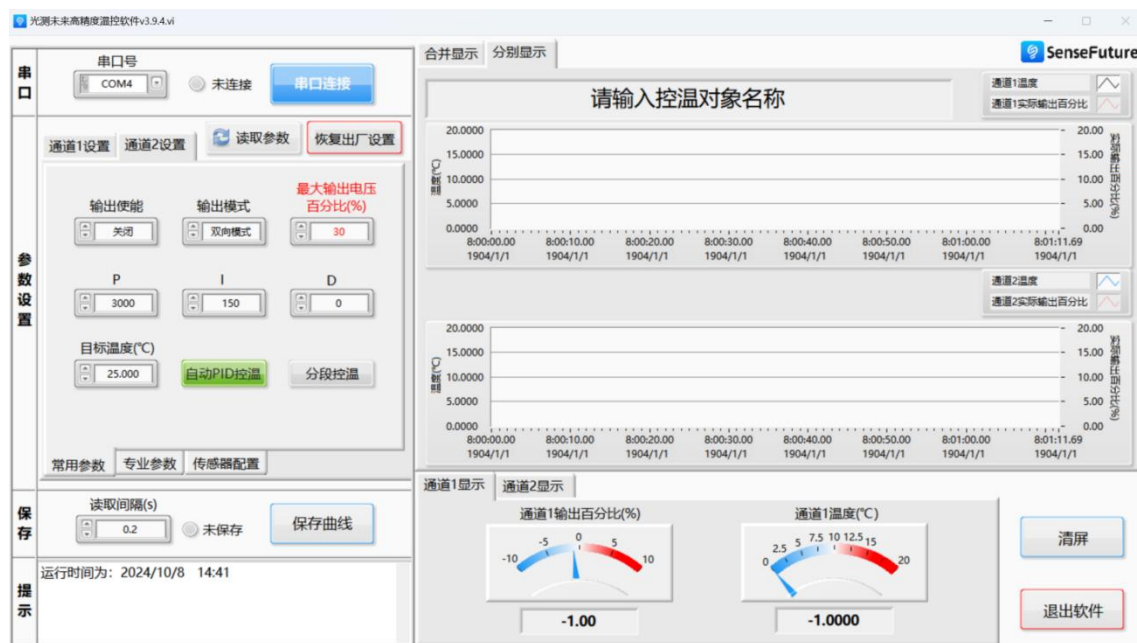 光测未来高精度温控软件v3.9.4.vi
串口
串口号
COM4
未连接
串口连接
参数设置
通道1设置
通道2设置
读取参数
恢复出厂设置
输出使能
关闭
输出模式
双向模式
最大输出电压
百分比(%)
30
P
3000
I
150
D
0
目标温度(℃)
25.000
自动PID控温
分段控温
常用参数
专业参数
传感器配置
保存
读取间隔(s)
0.2
未保存
保存曲线
提示
运行时间为：2024/10/8 14:41
合并显示
分别显示
SenseFuture
请输入控温对象名称
通道1温度
通道1实际输出百分比
温度(℃)
20.0000
15.0000
10.0000
5.0000
0.0000
20.00
15.00
10.00
5.00
0.00
实际输出百分比(%)
8:00:00.00 8:00:10.00 8:00:20.00 8:00:30.00 8:00:40.00 8:00:50.00 8:01:00.00 8:01:11.69
1904/1/1 1904/1/1 1904/1/1 1904/1/1 1904/1/1 1904/1/1 1904/1/1 1904/1/1
通道2温度
通道2实际输出百分比
温度(℃)
20.0000
15.0000
10.0000
5.0000
0.0000
20.00
15.00
10.00
5.00
0.00
实际输出百分比(%)
8:00:00.00 8:00:10.00 8:00:20.00 8:00:30.00 8:00:40.00 8:00:50.00 8:01:00.00 8:01:11.69
1904/1/1 1904/1/1 1904/1/1 1904/1/1 1904/1/1 1904/1/1 1904/1/1 1904/1/1
通道1显示
通道2显示
通道1输出百分比(%)
-10 -5 0 5 10
-1.00
通道1温度(℃)
0 2.5 5 7.5 10 12.5 15 20
-1.0000
清屏
退出软件